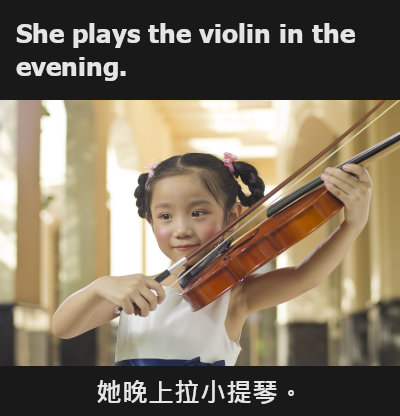 She plays the violin in the
evening.
她晚上拉小提琴。